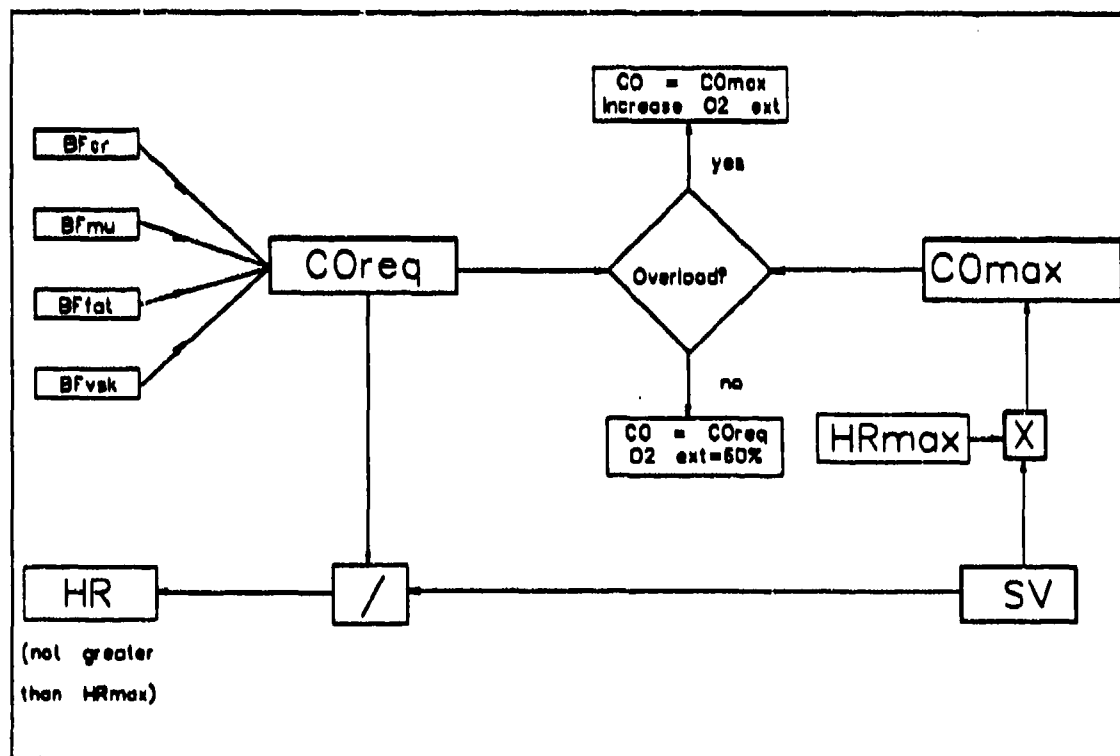 CO = COmax
Increase O2 ext
yes
BFcr
BFmu
BFfat
BFvsk
COreq
Overload?
COmax
no
CO = COreq
O2 ext=60%
HRmax
X
HR
/
SV
(not greater
than HRmax)